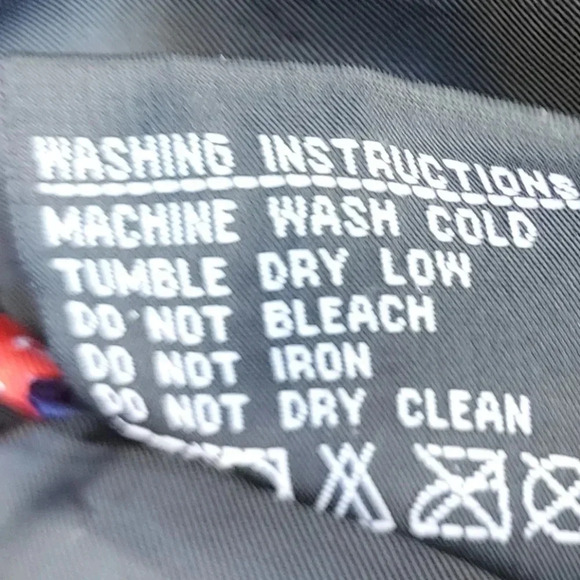 WASHING INSTRUCTIONS
MACHINE WASH COLD
TUMBLE DRY LOW
DO NOT BLEACH
DO NOT IRON
DO NOT DRY CLEAN